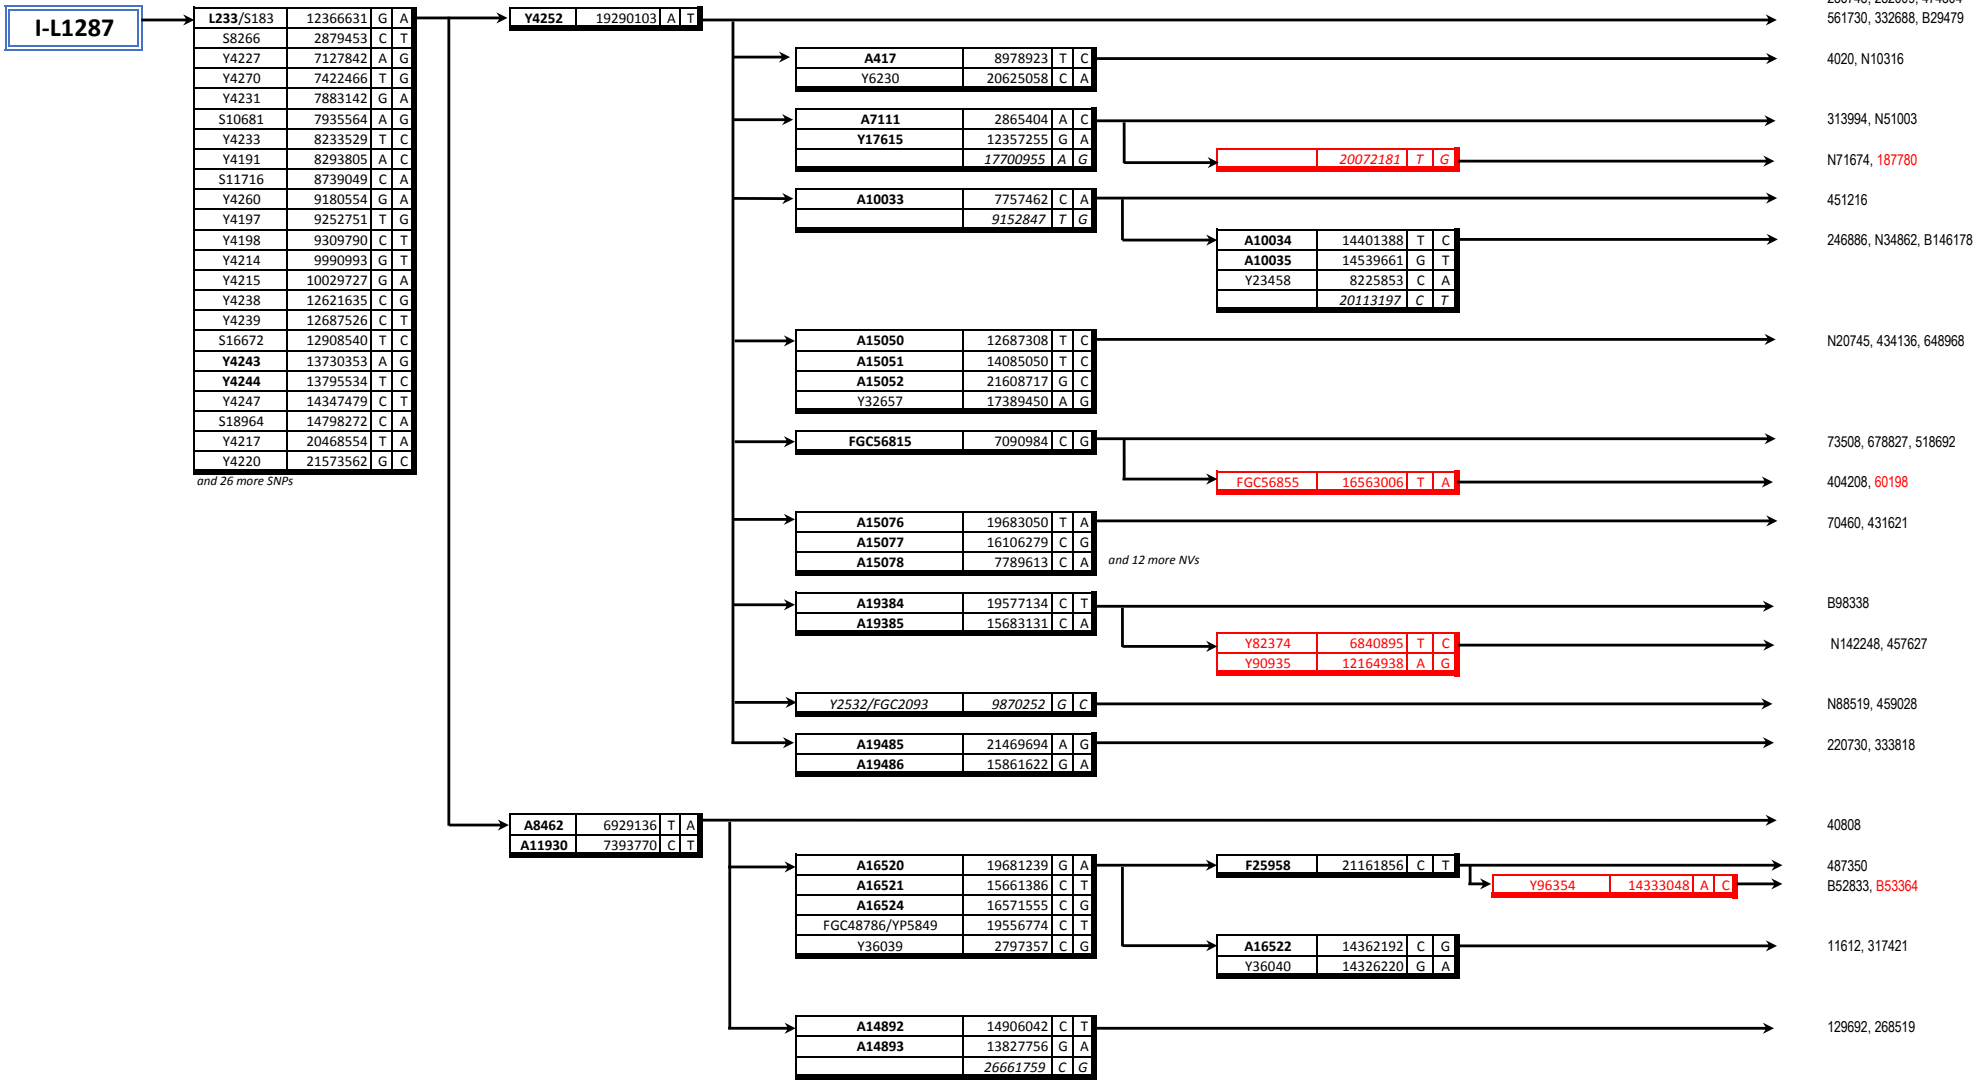 I-L1287
L233/S183 12366631 G A
S8266 2879453 C T
Y4227 7127842 A G
Y4270 7422466 T G
Y4231 7883142 G A
S10681 7935564 A G
Y4233 8233529 T C
Y4191 8293805 A C
S11716 8739049 C A
Y4260 9180554 G A
Y4197 9252751 T G
Y4198 9309790 C T
Y4214 9990993 G T
Y4215 10029727 G A
Y4238 12621635 C G
Y4239 12687526 C T
S16672 12908540 T C
Y4243 13730353 A G
Y4244 13795534 T C
Y4247 14347479 C T
S18964 14798272 C A
Y4217 20468554 T A
Y4220 21573562 G C
and 26 more SNPs
Y4252 19290103 A T
561730, 332688, B29479
A417 8978923 T C
Y6230 20625058 C A
4020, N10316
A7111 2865404 A C
Y17615 12357255 G A
17700955 A G
313994, N51003
20072181 T G
N71674, 187780
A10033 7757462 C A
9152847 T G
451216
A10034 14401388 T C
A10035 14539661 G T
Y23458 8225853 C A
20113197 C T
246886, N34862, B146178
A15050 12687308 T C
A15051 14085050 T C
A15052 21608717 G C
Y32657 17389450 A G
N20745, 434136, 648968
FGC56815 7090984 C G
73508, 678827, 518692
FGC56855 16563006 T A
404208, 60198
A15076 19683050 T A
A15077 16106279 C G
A15078 7789613 C A
and 12 more NVs
70460, 431621
A19384 19577134 C T
A19385 15683131 C A
B98338
Y82374 6840895 T C
Y90935 12164938 A G
N142248, 457627
Y2532/FGC2093 9870252 G C
N88519, 459028
A19485 21469694 A G
A19486 15861622 G A
220730, 333818
A8462 6929136 T A
A11930 7393770 C T
40808
A16520 19681239 G A
A16521 15661386 C T
A16524 16571555 C G
FGC48786/YP5849 19556774 C T
Y36039 2797357 C G
F25958 21161856 C T
487350
Y96354 14333048 A C
B52833, B53364
A16522 14362192 C G
Y36040 14326220 G A
11612, 317421
A14892 14906042 C T
A14893 13827756 G A
26661759 C G
129692, 268519